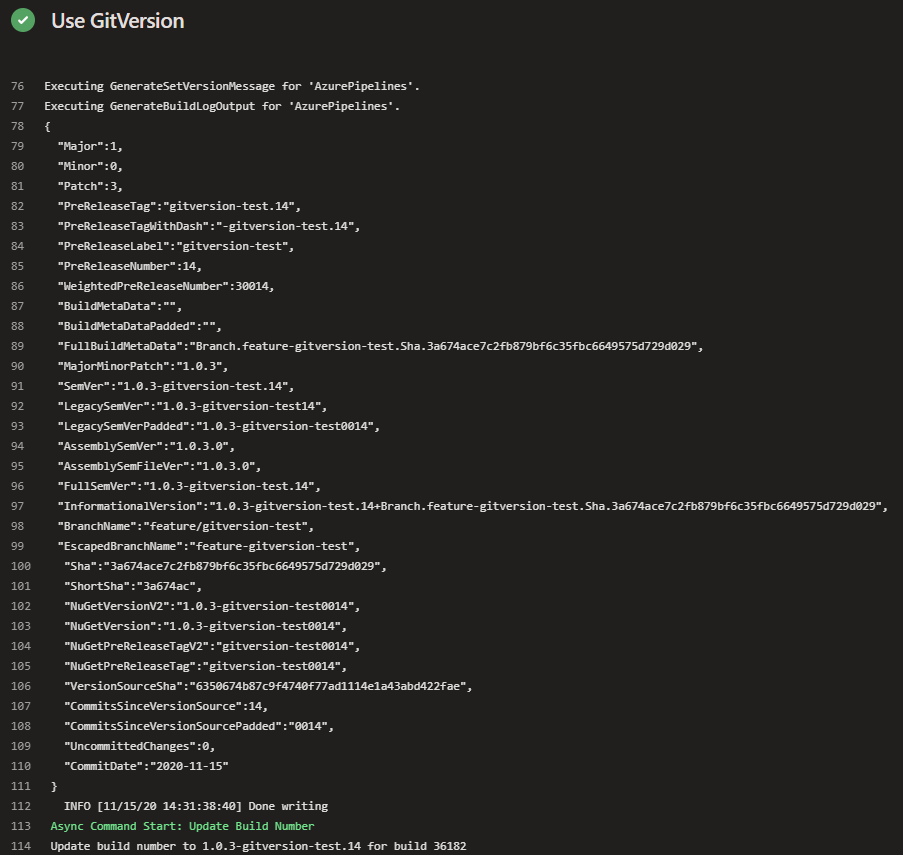 Use GitVersion
76 Executing GenerateSetVersionMessage for 'AzurePipelines'.
77 Executing GenerateBuildLogOutput for 'AzurePipelines'.
78 {
79 "Major":1,
80 "Minor":0,
81 "Patch":3,
82 "PreReleaseTag":"gitversion-test.14",
83 "PreReleaseTagWithDash":"-gitversion-test.14",
84 "PreReleaseLabel":"gitversion-test",
85 "PreReleaseNumber":14,
86 "WeightedPreReleaseNumber":30014,
87 "BuildMetaData":"",
88 "BuildMetaDataPadded":"",
89 "FullBuildMetaData":"Branch.feature-gitversion-test.Sha.3a674ace7c2fb879bf6c35fbc6649575d729d029",
90 "MajorMinorPatch":"1.0.3",
91 "SemVer":"1.0.3-gitversion-test.14",
92 "LegacySemVer":"1.0.3-gitversion-test14",
93 "LegacySemVerPadded":"1.0.3-gitversion-test0014",
94 "AssemblySemVer":"1.0.3.0",
95 "AssemblySemFileVer":"1.0.3.0",
96 "FullSemVer":"1.0.3-gitversion-test.14",
97 "InformationalVersion":"1.0.3-gitversion-test.14+Branch.feature-gitversion-test.Sha.3a674ace7c2fb879bf6c35fbc6649575d729d029",
98 "BranchName":"feature/gitversion-test",
99 "EscapedBranchName":"feature-gitversion-test",
100 "Sha":"3a674ace7c2fb879bf6c35fbc6649575d729d029",
101 "ShortSha":"3a674ac",
102 "NuGetVersionV2":"1.0.3-gitversion-test0014",
103 "NuGetVersion":"1.0.3-gitversion-test0014",
104 "NuGetPreReleaseTagV2":"gitversion-test0014",
105 "NuGetPreReleaseTag":"gitversion-test0014",
106 "VersionSourceSha":"6350674b87c9f4740f77ad1114e1a43abd422fae",
107 "CommitsSinceVersionSource":14,
108 "CommitsSinceVersionSourcePadded":"0014",
109 "UncommittedChanges":0,
110 "CommitDate":"2020-11-15"
111 }
112 INFO [11/15/20 14:31:38:40] Done writing
113 Async Command Start: Update Build Number
114 Update build number to 1.0.3-gitversion-test.14 for build 36182